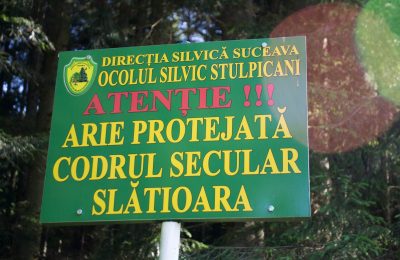 DIRECȚIA SILVICĂ SUCEAVA
OCOLUL SILVIC STULPICANI
ATENȚIE !!!
ARIE PROTEJATĂ
CODRUL SECULAR
SLĂTIOARA